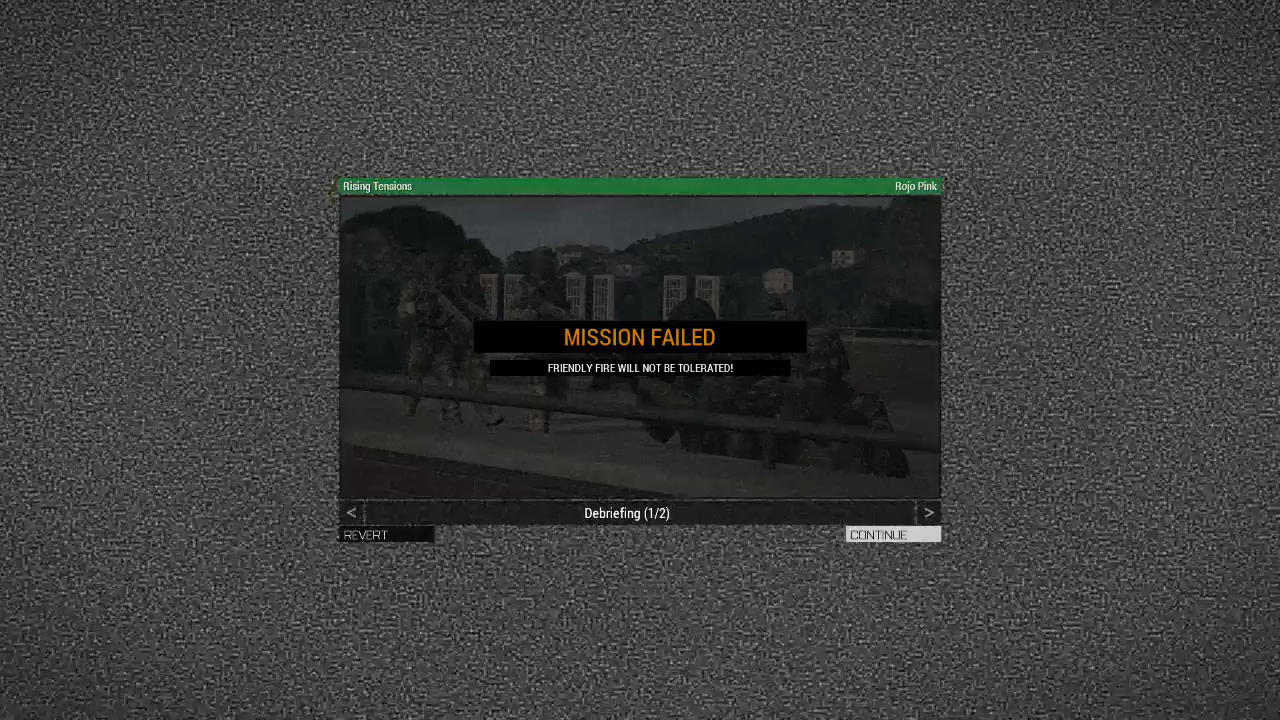 Rising Tensions
Rojo Pink
MISSION FAILED
FRIENDLY FIRE WILL NOT BE TOLERATED!
< Debriefing (1/2) >
REVERT
CONTINUE